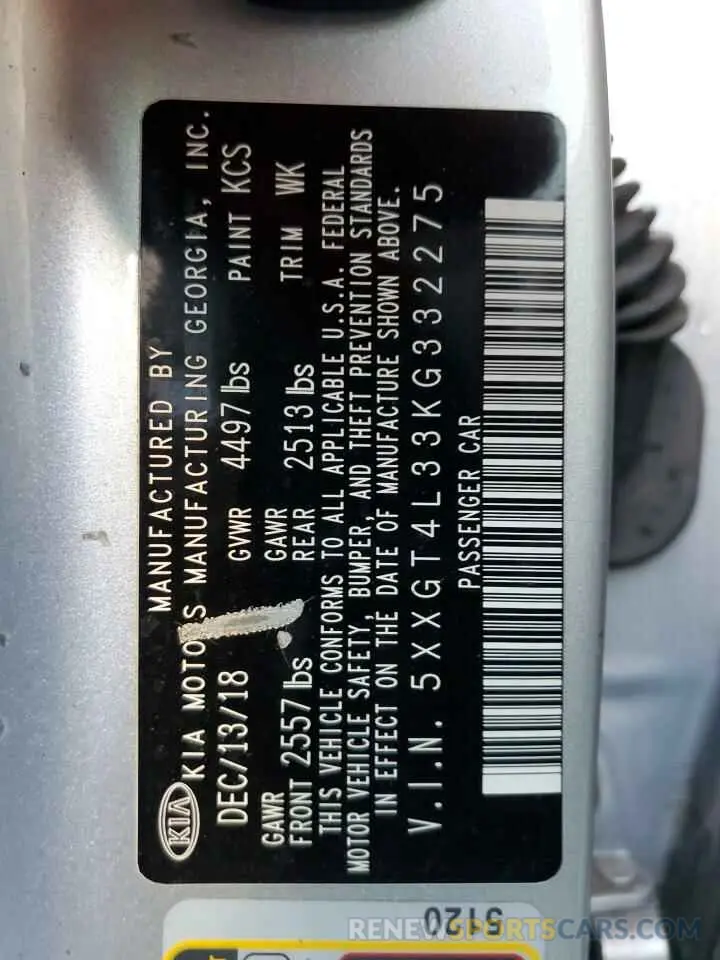 MANUFACTURED BY
KIA KIA MOTORS MANUFACTURING GEORGIA, INC.
DEC/13/18 GVWR 4497 lbs PAINT KCS
GAWR GAWR
FRONT 2557 lbs REAR 2513 lbs TRIM WK
THIS VEHICLE CONFORMS TO ALL APPLICABLE U.S.A. FEDERAL
MOTOR VEHICLE SAFETY, BUMPER, AND THEFT PREVENTION STANDARDS
IN EFFECT ON THE DATE OF MANUFACTURE SHOWN ABOVE.
V.I.N. 5XXGT4L33KG332275
PASSENGER CAR
5120
RENEWSPORTSCARS.COM